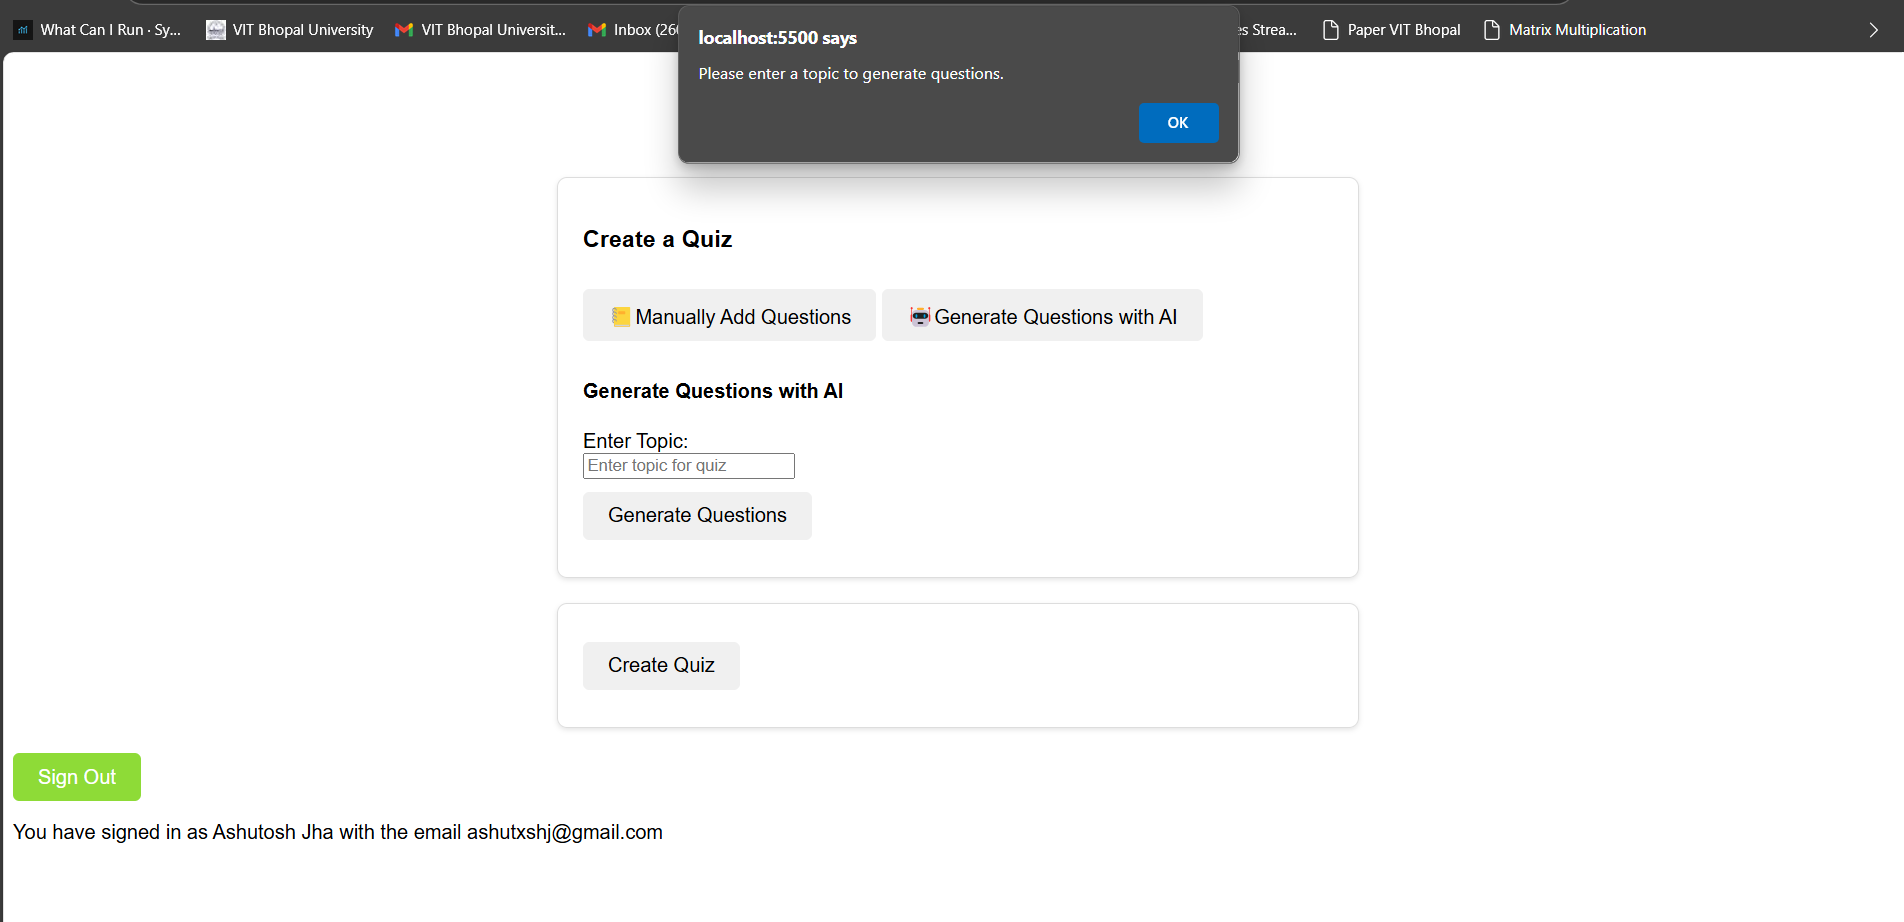 What Can I Run · Sy...
VIT Bhopal University
VIT Bhopal Universit...
Inbox (26
es Strea...
Paper VIT Bhopal
Matrix Multiplication
localhost:5500 says
Please enter a topic to generate questions.
OK
Create a Quiz
Manually Add Questions
Generate Questions with AI
Generate Questions with AI
Enter Topic:
Enter topic for quiz
Generate Questions
Create Quiz
Sign Out
You have signed in as Ashutosh Jha with the email ashutxshj@gmail.com